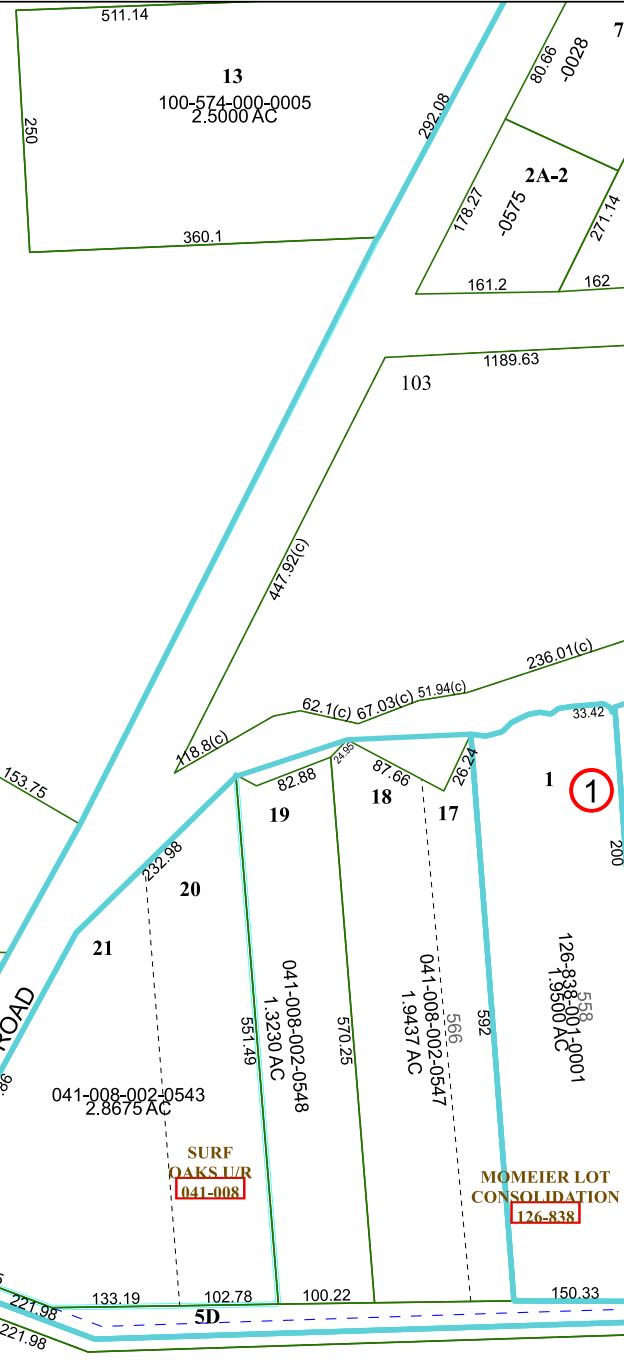 511.14
7
80.66
-0028
13
100-574-000-0005
2.5000 AC
292.08
250
2A-2
178.27
-0575
271.14
360.1
161.2
162
1189.63
103
447.92(c)
236.01(c)
51.94(c)
62.1(c)
67.03(c)
33.42
118.8(c)
24.95
153.75
82.88
87.66
26.24
1
1
18
19
17
200
232.98
20
21
ROAD
041-008-002-0548
1.3230 AC
041-008-002-0547
1.9437 AC
566
126-838-001-0001
558
1.9500 AC
551.49
570.25
592
.86
041-008-002-0543
2.8675 AC
SURF
OAKS U/R
041-008
MOMEIER LOT
CONSOLIDATION
126-838
221.98
133.19
102.78
100.22
150.33
5D
221.98